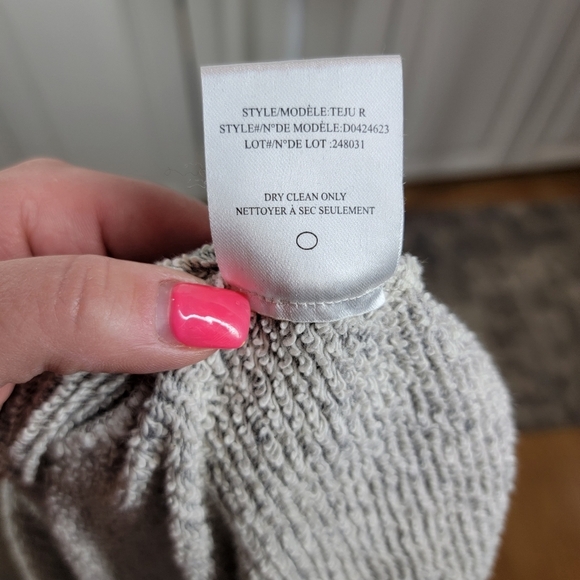 STYLE/MODÈLE:TEJU R
STYLE#/N°DE MODÈLE:D0424623
LOT#/N°DE LOT :248031
DRY CLEAN ONLY
NETTOYER À SEC SEULEMENT